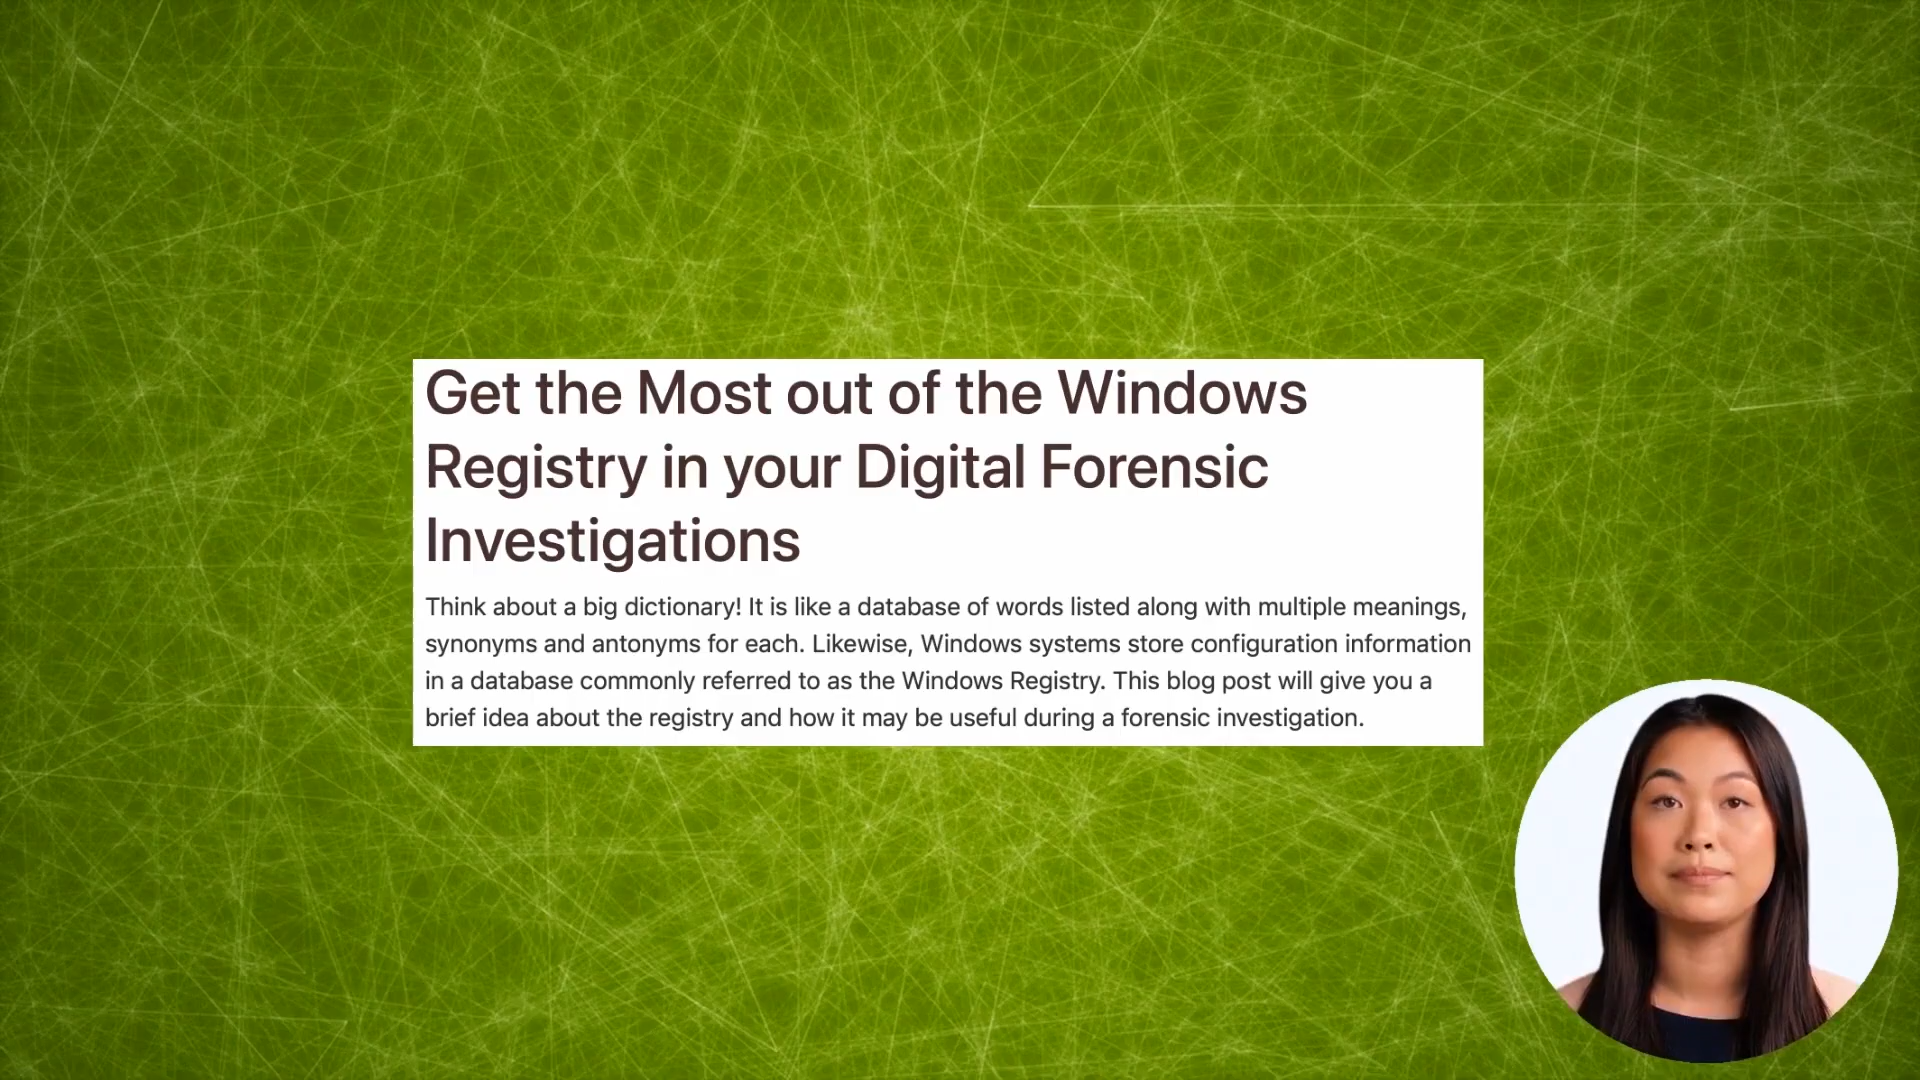 Get the Most out of the Windows
Registry in your Digital Forensic
Investigations
Think about a big dictionary! It is like a database of words listed along with multiple meanings,
synonyms and antonyms for each. Likewise, Windows systems store configuration information
in a database commonly referred to as the Windows Registry. This blog post will give you a
brief idea about the registry and how it may be useful during a forensic investigation.